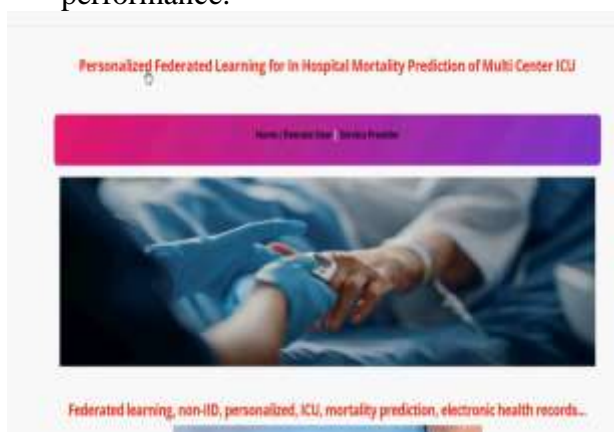 performance.
Personalized Federated Learning for In Hospital Mortality Prediction of Multi Center ICU
Home | Remote User | Service Provider
Federated learning, non-IID, personalized, ICU, mortality prediction, electronic health records...